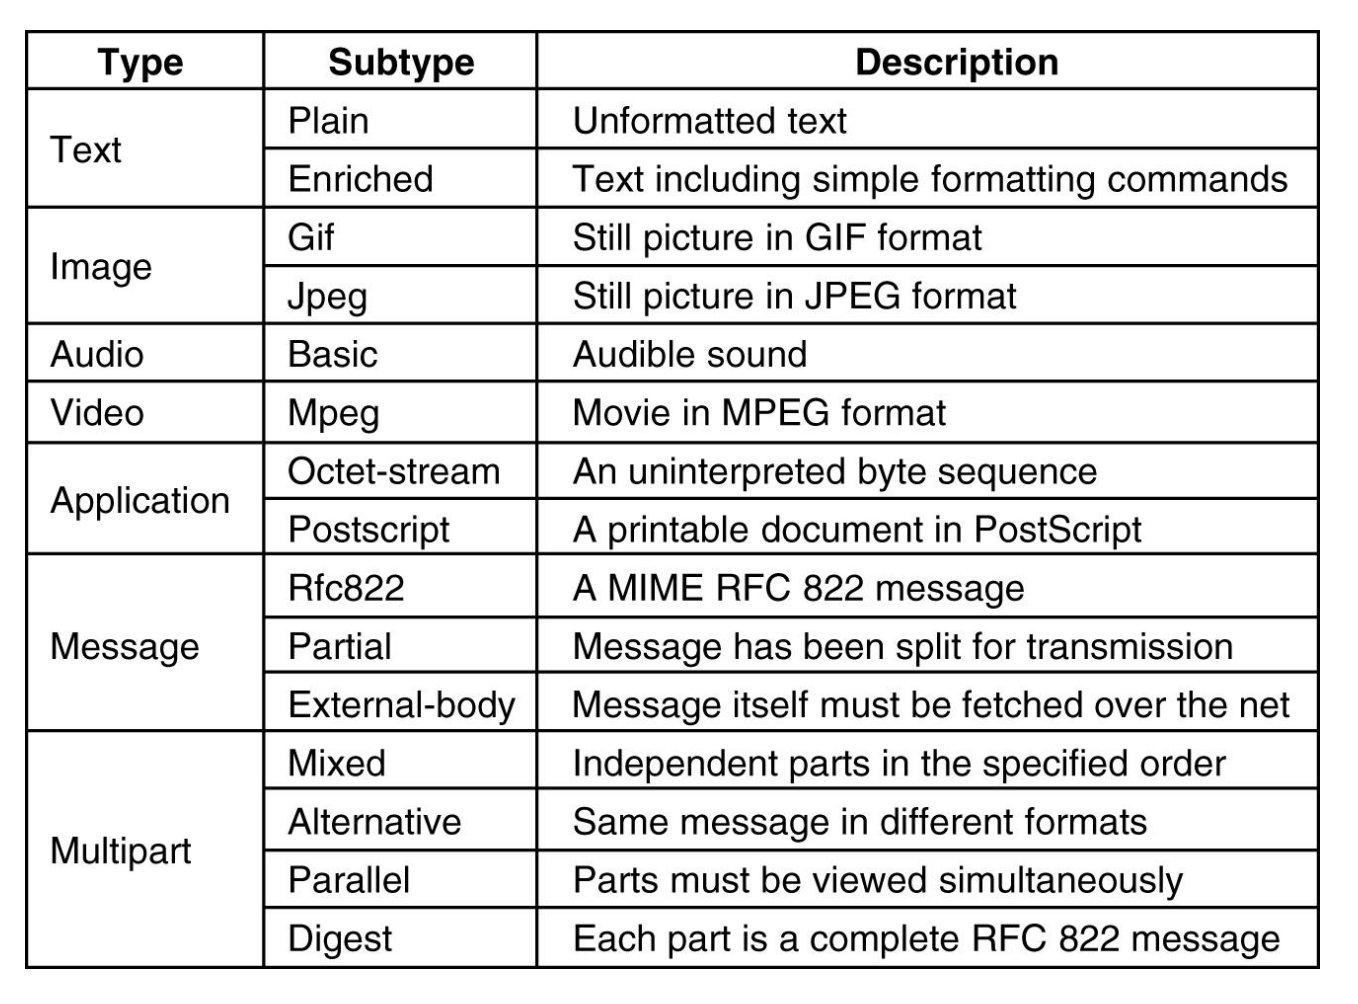 Type Subtype Description
Text Plain Unformatted text
Enriched Text including simple formatting commands
Image Gif Still picture in GIF format
Jpeg Still picture in JPEG format
Audio Basic Audible sound
Video Mpeg Movie in MPEG format
Application Octet-stream An uninterpreted byte sequence
Postscript A printable document in PostScript
Message Rfc822 A MIME RFC 822 message
Partial Message has been split for transmission
External-body Message itself must be fetched over the net
Multipart Mixed Independent parts in the specified order
Alternative Same message in different formats
Parallel Parts must be viewed simultaneously
Digest Each part is a complete RFC 822 message